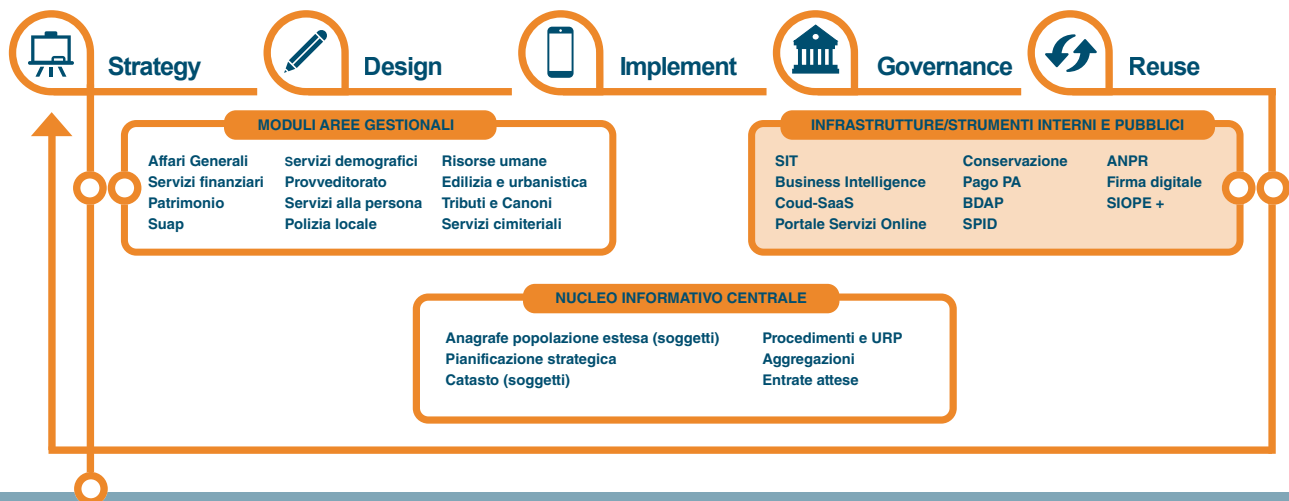 Strategy
Design
Implement
Governance
Reuse
MODULI AREE GESTIONALI
Affari Generali
Servizi finanziari
Patrimonio
Suap
Servizi demografici
Provveditorato
Servizi alla persona
Polizia locale
Risorse umane
Edilizia e urbanistica
Tributi e Canoni
Servizi cimiteriali
INFRASTRUTTURE/STRUMENTI INTERNI E PUBBLICI
SIT
Business Intelligence
Coud-SaaS
Portale Servizi Online
Conservazione
Pago PA
BDAP
SPID
ANPR
Firma digitale
SIOPE +
NUCLEO INFORMATIVO CENTRALE
Anagrafe popolazione estesa (soggetti)
Pianificazione strategica
Catasto (soggetti)
Procedimenti e URP
Aggregazioni
Entrate attese